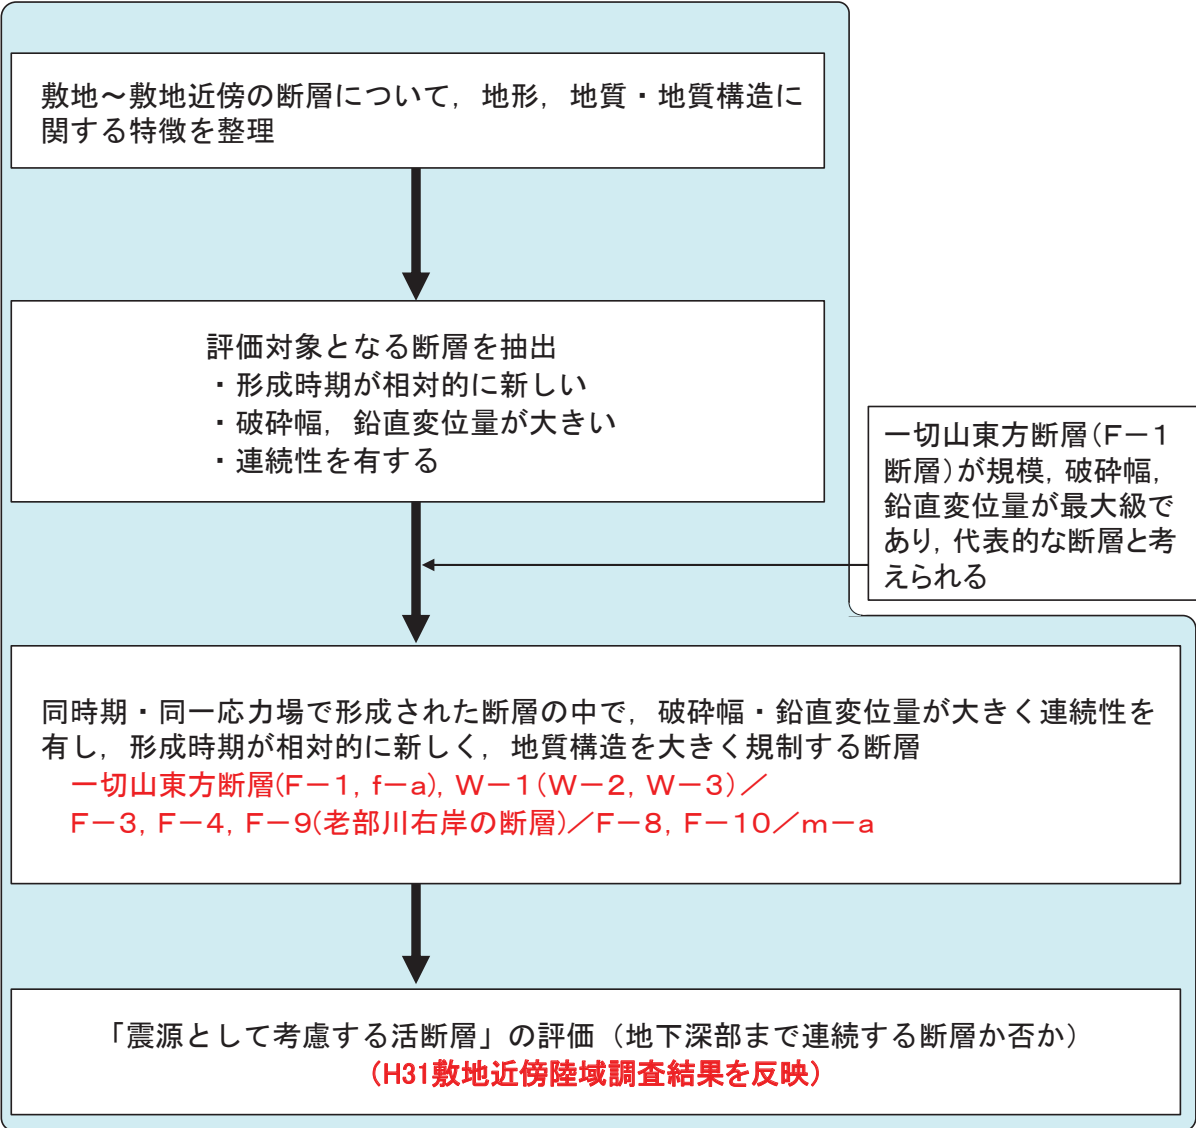 敷地～敷地近傍の断層について，地形，地質・地質構造に
関する特徴を整理
評価対象となる断層を抽出
・形成時期が相対的に新しい
・破砕幅，鉛直変位量が大きい
・連続性を有する
一切山東方断層（Ｆ－１
断層）が規模，破砕幅，
鉛直変位量が最大級で
あり，代表的な断層と考
えられる
同時期・同一応力場で形成された断層の中で，破砕幅・鉛直変位量が大きく連続性を
有し，形成時期が相対的に新しく，地質構造を大きく規制する断層
一切山東方断層(Ｆ－１，ｆ－ａ)，Ｗ－１（Ｗ－２，Ｗ－３）／
Ｆ－３，Ｆ－４，Ｆ－９(老部川右岸の断層)／Ｆ－８，Ｆ－１０／ｍ－ａ
「震源として考慮する活断層」の評価（地下深部まで連続する断層か否か）
（H31敷地近傍陸域調査結果を反映）